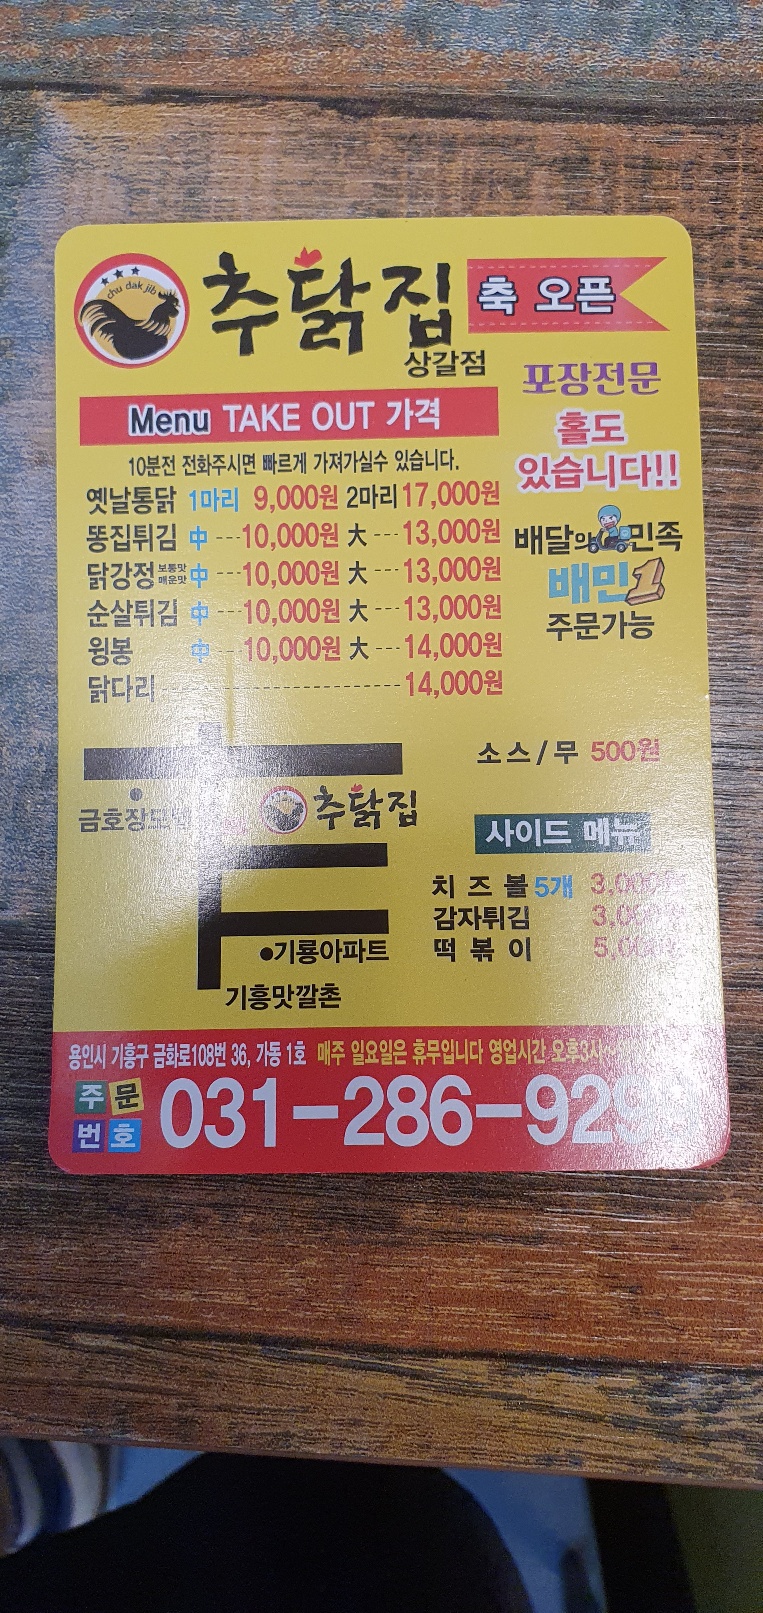 chu dak jib
추닭집
축 오픈
상갈점
포장전문
홀도
있습니다!!
Menu TAKE OUT 가격
10분전 전화주시면 빠르게 가져가실수 있습니다.
옛날통닭 1마리 9,000원 2마리 17,000원
똥집튀김 中 --- 10,000원 大 --- 13,000원
닭강정 보통맛 매운맛 中 --- 10,000원 大 --- 13,000원
순살튀김 中 --- 10,000원 大 --- 13,000원
윙봉 中 --- 10,000원 大 --- 14,000원
닭다리 --- 14,000원
배달의민족
배민1
주문가능
소스/무 500원
추닭집
사이드 메뉴
치즈볼 5개
감자튀김
떡볶이
●기룡아파트
기흥맛깔촌
용인시 기흥구 금화로108번 36, 가동 1호 매주 일요일은 휴무입니다 영업시간
주문
번호
031-286-